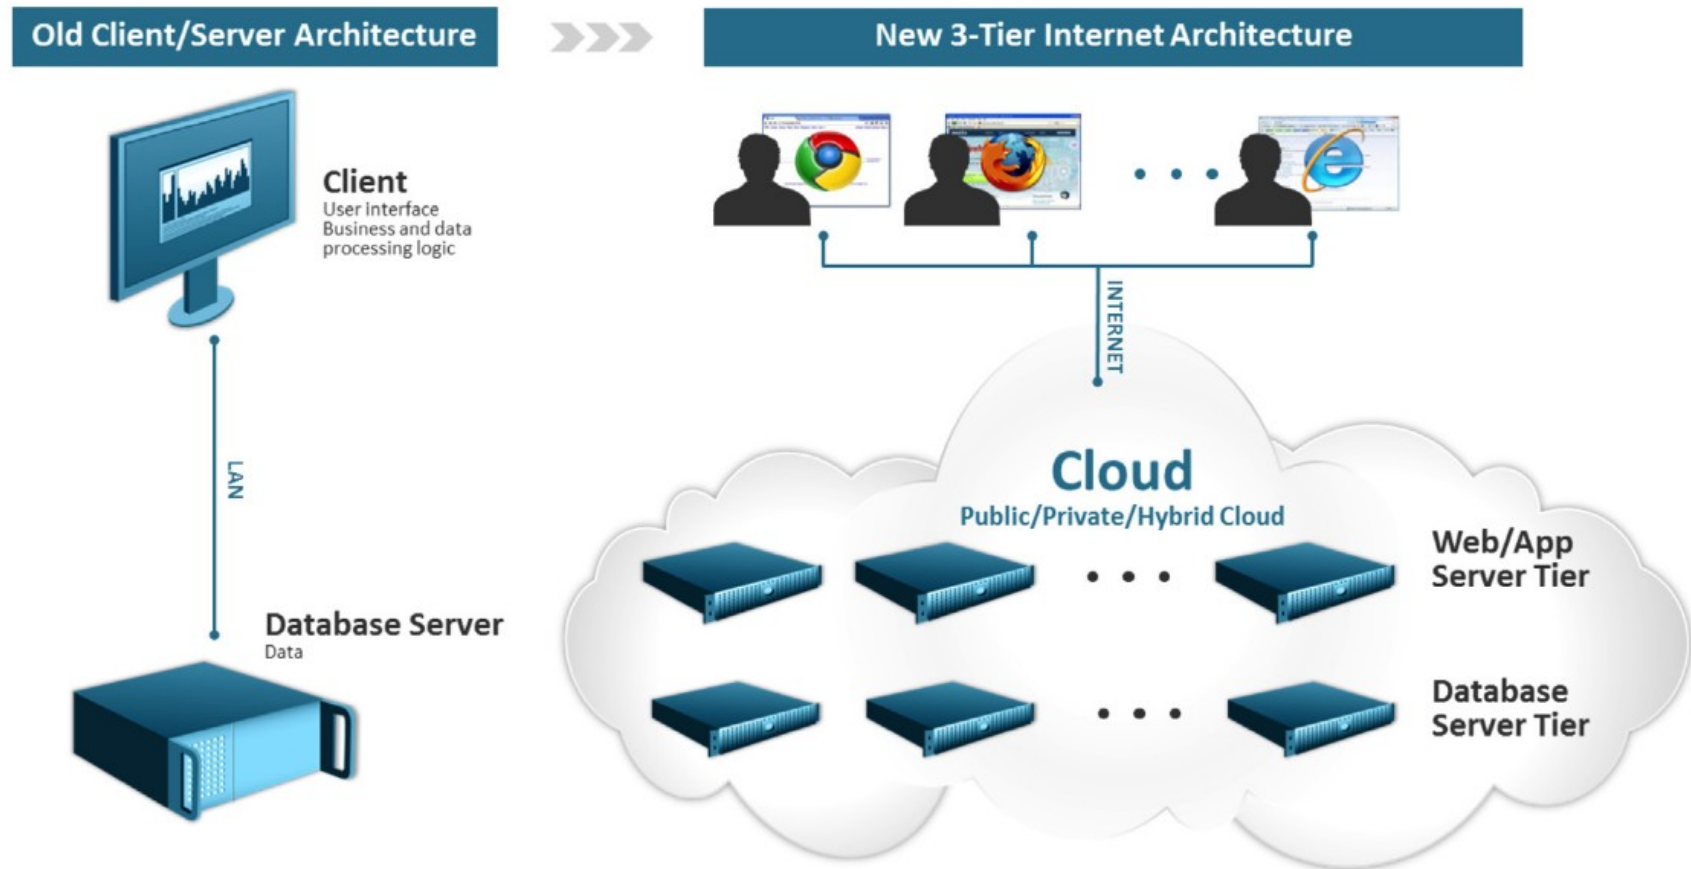 Old Client/Server Architecture
New 3-Tier Internet Architecture
Client
User interface
Business and data
processing logic
LAN
Database Server
Data
INTERNET
Cloud
Public/Private/Hybrid Cloud
Web/App
Server Tier
Database
Server Tier